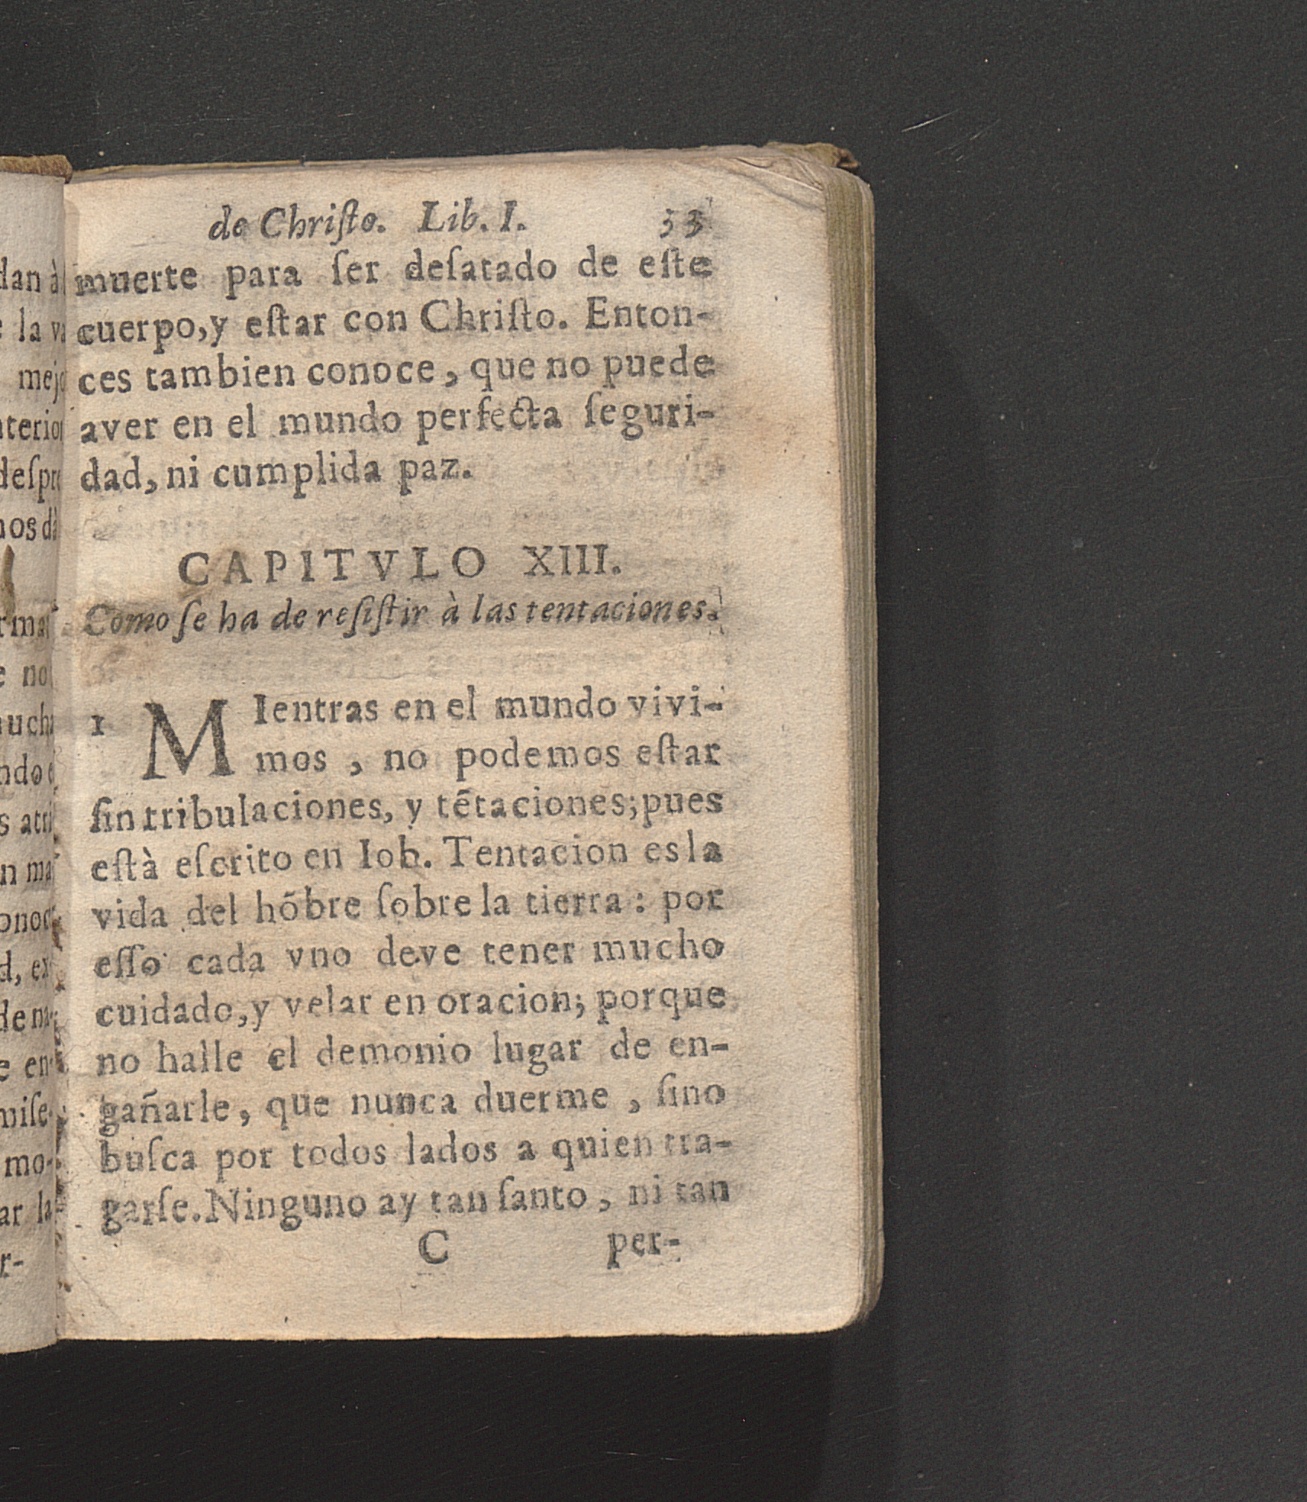 de Chriſto. Lib. I. 33
muerte para ſer deſatado de eſte
cuerpo,y eſtar con Chriſto. Enton-
ces tambien conoce, que no puede
aver en el mundo perfecta ſeguri-
dad, ni cumplida paz.
CAPITVLO XIII.
Como ſe ha de reſiſtir à las tentaciones.
1 MIentras en el mundo vivi-
mos, no podemos eſtar
ſin tribulaciones, y tẽtaciones; pues
eſtà eſcrito en Iob. Tentacion es la
vida del hõbre ſobre la tierra: por
eſſo cada vno deve tener mucho
cuidado,y velar en oracion; porque
no halle el demonio lugar de en-
gañarle, que nunca duerme, ſino
buſca por todos lados a quien tra-
garſe. Ninguno ay tan ſanto, ni tan
C per-